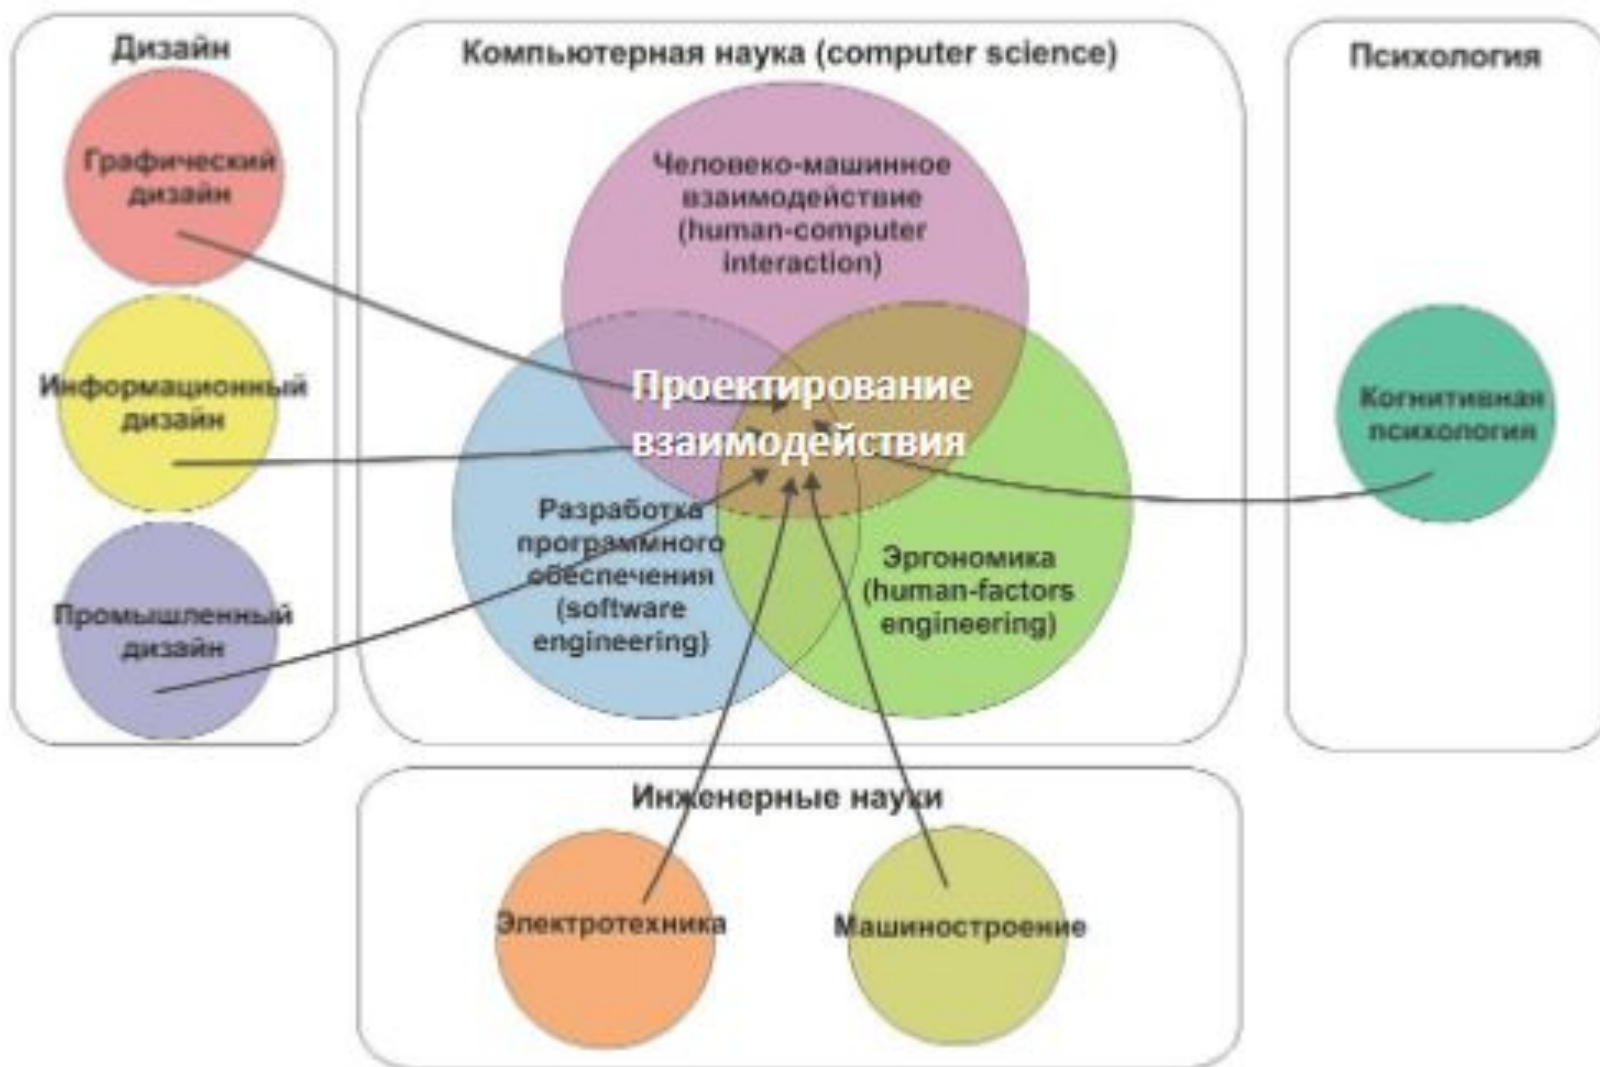 Дизайн
Графический
дизайн
Информационный
дизайн
Промышленный
дизайн
Компьютерная наука (computer science)
Человеко-машинное
взаимодействие
(human-computer
interaction)
Проектирование
взаимодействия
Разработка
программного
обеспечения
(software
engineering)
Эргономика
(human-factors
engineering)
Психология
Когнитивная
психология
Инженерные науки
Электротехника
Машиностроение